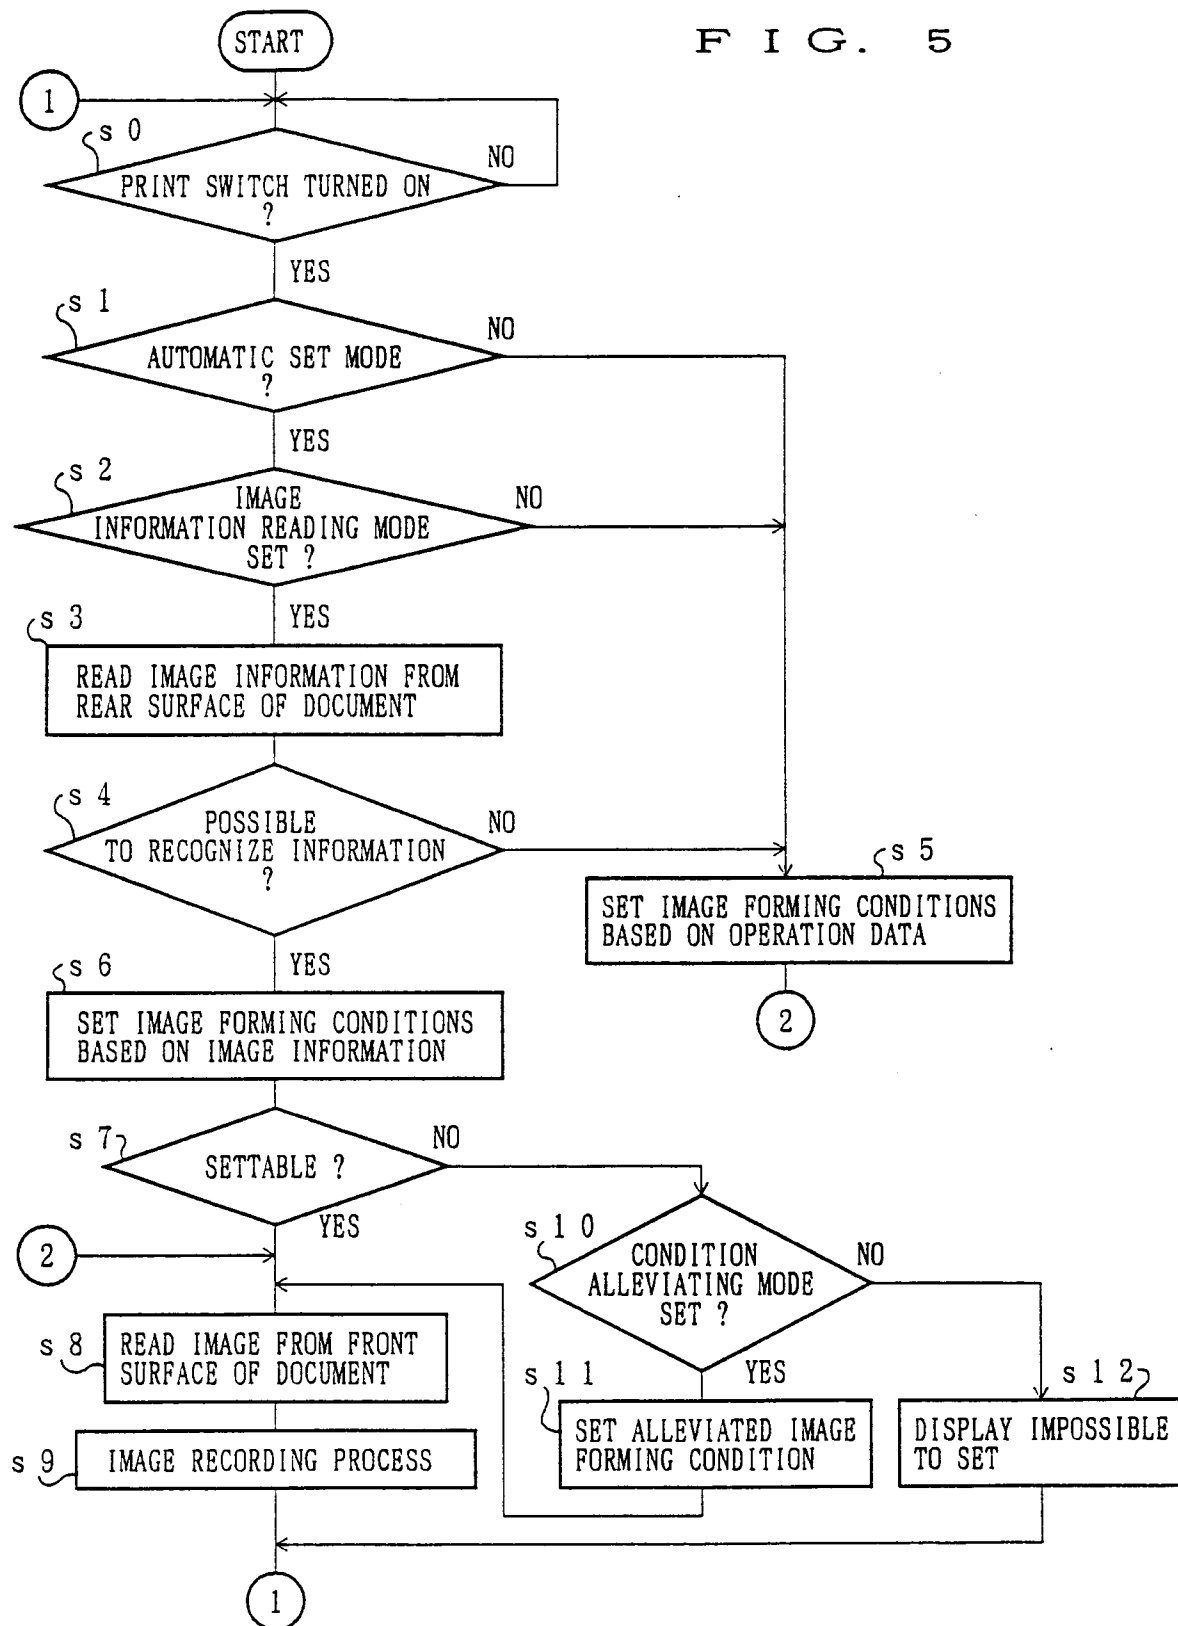 F I G. 5
START
1
s 0
NO
PRINT SWITCH TURNED ON
?
YES
s 1
NO
AUTOMATIC SET MODE
?
YES
s 2
NO
IMAGE
INFORMATION READING MODE
SET ?
YES
s 3
READ IMAGE INFORMATION FROM
REAR SURFACE OF DOCUMENT
s 4
NO
POSSIBLE
TO RECOGNIZE INFORMATION
?
YES
s 5
SET IMAGE FORMING CONDITIONS
BASED ON OPERATION DATA
2
s 6
SET IMAGE FORMING CONDITIONS
BASED ON IMAGE INFORMATION
s 7
NO
SETTABLE ?
YES
2
s 1 0
NO
CONDITION
ALLEVIATING MODE
SET ?
YES
s 8
READ IMAGE FROM FRONT
SURFACE OF DOCUMENT
s 1 1
SET ALLEVIATED IMAGE
FORMING CONDITION
s 1 2
DISPLAY IMPOSSIBLE
TO SET
s 9
IMAGE RECORDING PROCESS
1